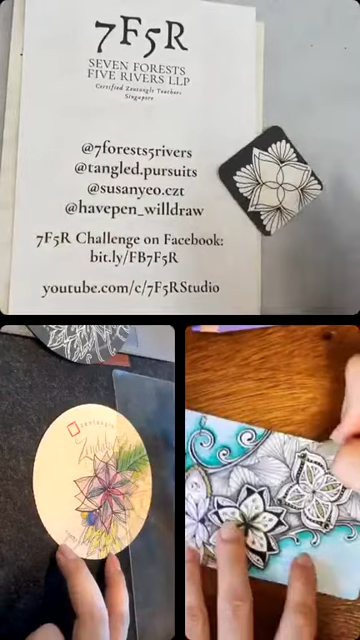 7F5R
SEVEN FORESTS
FIVE RIVERS LLP
Certified Zentangle Teachers
Singapore
@7forests5rivers
@tangled.pursuits
@susanyeo.czt
@havepen_willdraw
7F5R Challenge on Facebook:
bit.ly/FB7F5R
youtube.com/c/7F5RStudio